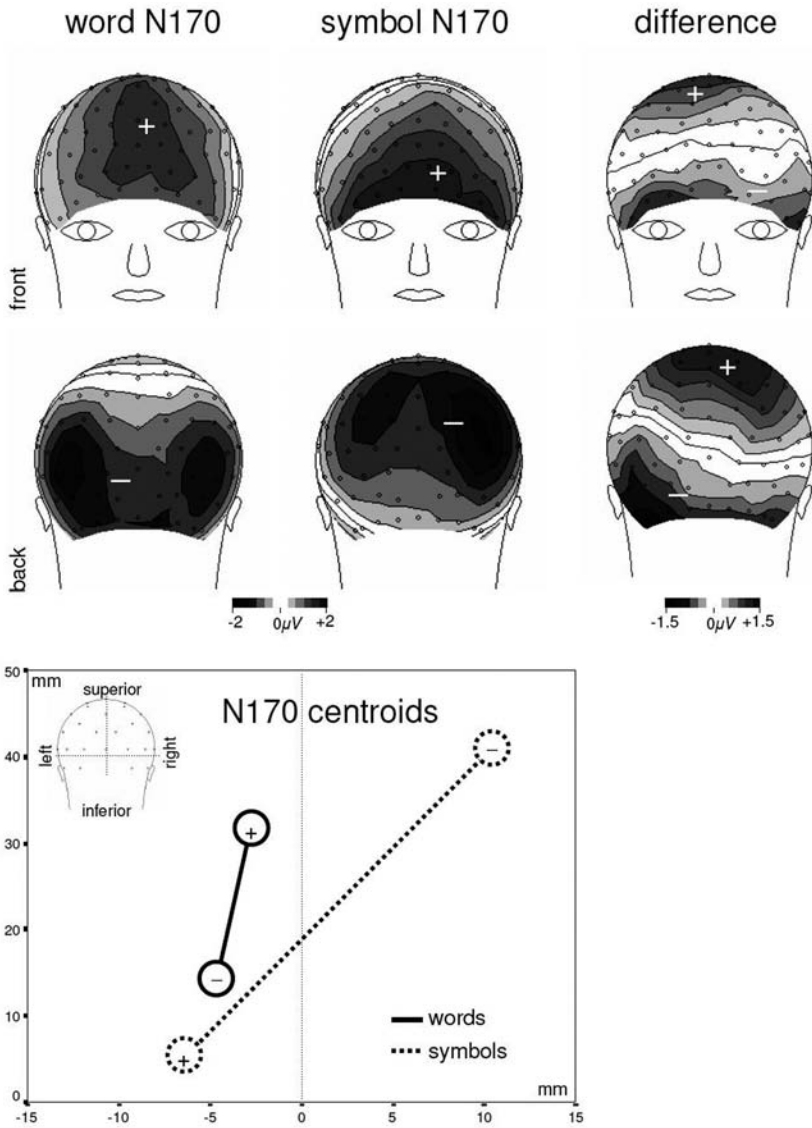 word N170 symbol N170 difference
+ + +
−
front
+
− − −
back
-2 0µV +2 -1.5 0µV +1.5
50 mm
superior
N170 centroids
left right
−
40
inferior
+
30
20
−
10
words
+
symbols
0 mm
-15 -10 -5 0 5 10 15